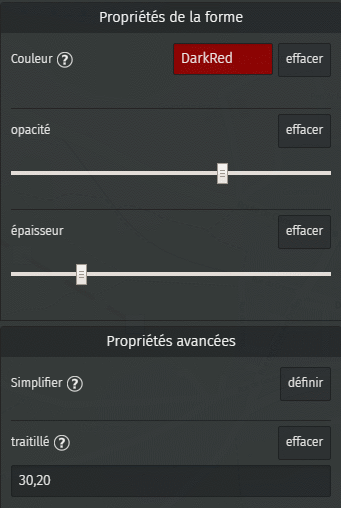 Propriétés de la forme
Couleur ? DarkRed effacer
opacité effacer
épaisseur effacer
Propriétés avancées
Simplifier ? définir
traitillé ? effacer
30,20